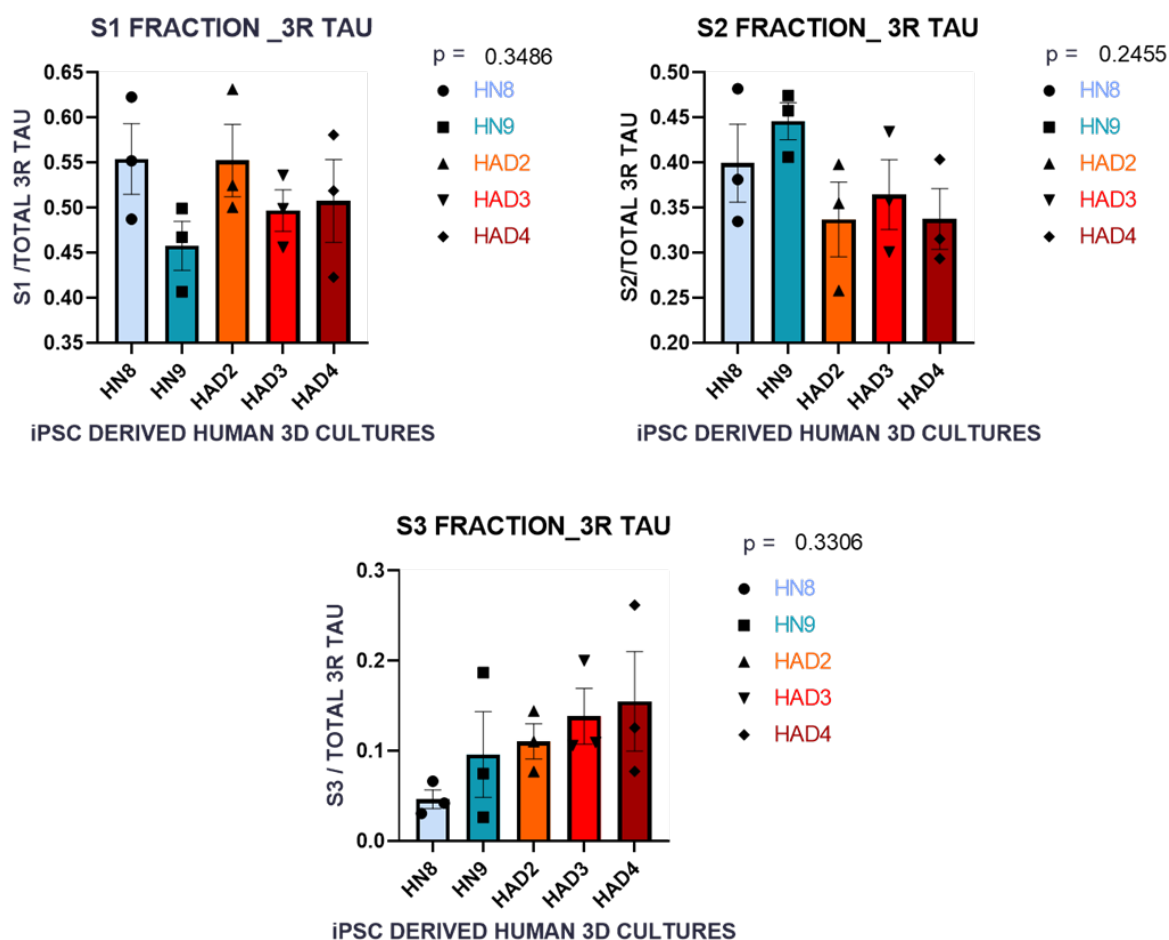 S1 FRACTION _3R TAU
p = 0.3486
HN8
HN9
HAD2
HAD3
HAD4
S1 /TOTAL 3R TAU
0.65
0.60
0.55
0.50
0.45
0.40
0.35
HN8 HN9 HAD2 HAD3 HAD4
iPSC DERIVED HUMAN 3D CULTURES
S2 FRACTION_ 3R TAU
p = 0.2455
HN8
HN9
HAD2
HAD3
HAD4
S2/TOTAL 3R TAU
0.50
0.45
0.40
0.35
0.30
0.25
0.20
HN8 HN9 HAD2 HAD3 HAD4
iPSC DERIVED HUMAN 3D CULTURES
S3 FRACTION_3R TAU
p = 0.3306
HN8
HN9
HAD2
HAD3
HAD4
S3 / TOTAL 3R TAU
0.3
0.2
0.1
0.0
HN8 HN9 HAD2 HAD3 HAD4
iPSC DERIVED HUMAN 3D CULTURES